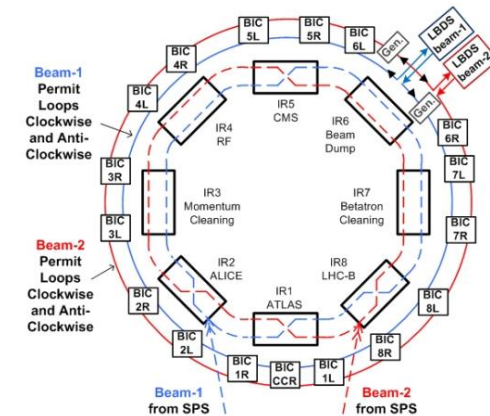 BIC
5L
BIC
5R
BIC
6L
Gen.
LBDS
beam-1
LBDS
beam-2
Gen.
BIC
4R
BIC
4L
BIC
6R
BIC
7L
BIC
7R
BIC
8L
BIC
8R
BIC
1L
BIC
CCR
BIC
1R
BIC
2L
BIC
2R
BIC
3L
BIC
3R
Beam-1
Permit
Loops
Clockwise
and Anti-
Clockwise
Beam-2
Permit
Loops
Clockwise
and Anti-
Clockwise
IR5
CMS
IR4
RF
IR6
Beam
Dump
IR3
Momentum
Cleaning
IR7
Betatron
Cleaning
IR2
ALICE
IR1
ATLAS
IR8
LHC-B
Beam-1
from SPS
Beam-2
from SPS